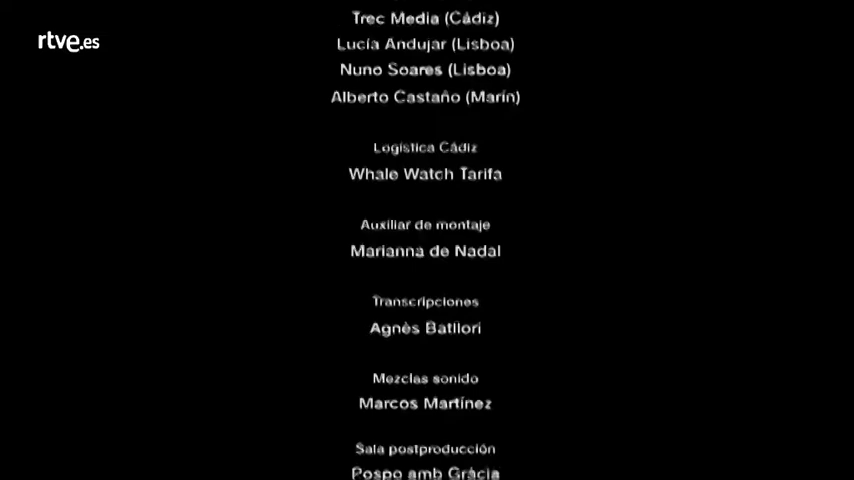 rtve.es
Trec Media (Cádiz)
Lucía Andujar (Lisboa)
Nuno Soares (Lisboa)
Alberto Castaño (Marín)
Logística Cádiz
Whale Watch Tarifa
Auxiliar de montaje
Marianna de Nadal
Transcripciones
Agnès Batllori
Mezclas sonido
Marcos Martínez
Sala postproducción
Pospo amb Gràcia